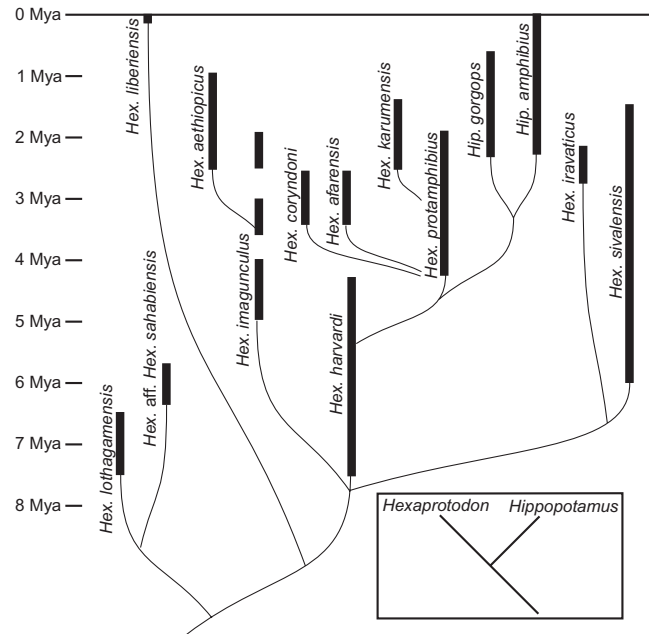 0 Mya
1 Mya
2 Mya
3 Mya
4 Mya
5 Mya
6 Mya
7 Mya
8 Mya
Hex. lothagamensis
Hex. aff. Hex. sahabiensis
Hex. liberiensis
Hex. aethiopicus
Hex. imagunculus
Hex. coryndoni
Hex. afarensis
Hex. harvardi
Hex. karumensis
Hex. protamphibius
Hip. gorgops
Hip. amphibius
Hex. iravaticus
Hex. sivalensis
Hexaprotodon
Hippopotamus